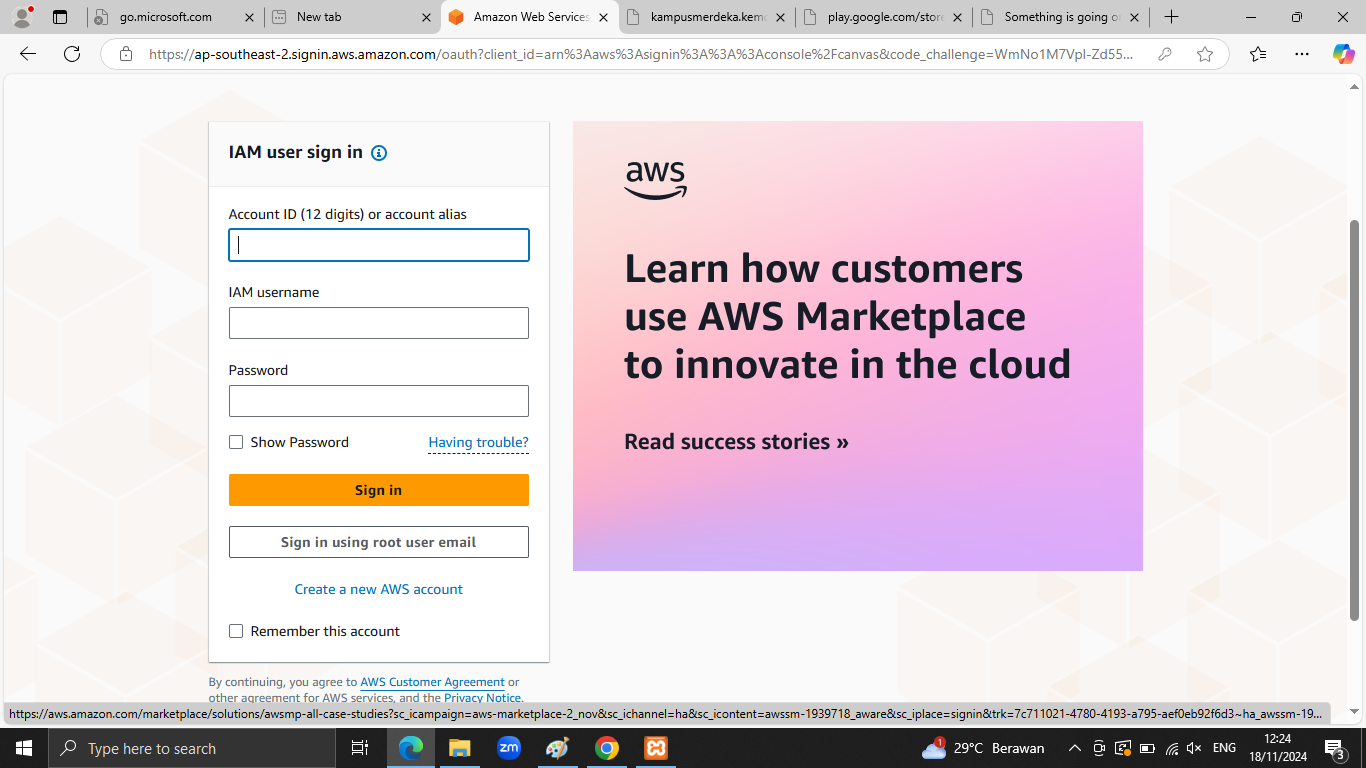 go.microsoft.com
New tab
Amazon Web Services
kampusmerdeka.kem
play.google.com/stor
Something is going o
https://ap-southeast-2.signin.aws.amazon.com/oauth?client_id=arn%3Aaws%3Asignin%3A%3A%3Aconsole%2Fcanvas&code_challenge=WmNo1M7Vpl-Zd55...
IAM user sign in
Account ID (12 digits) or account alias
IAM username
Password
Show Password
Having trouble?
Sign in
Sign in using root user email
Create a new AWS account
Remember this account
By continuing, you agree to AWS Customer Agreement or
other agreement for AWS services, and the Privacy Notice.
aws
Learn how customers
use AWS Marketplace
to innovate in the cloud
Read success stories »
https://aws.amazon.com/marketplace/solutions/awsmp-all-case-studies?sc_icampaign=aws-marketplace-2_nov&sc_ichannel=ha&sc_icontent=awssm-1939718_aware&sc_iplace=signin&trk=7c711021-4780-4193-a795-aef0eb92f6d3~ha_awssm-19...
Type here to search
zm
1
29°C Berawan
ENG
12:24
18/11/2024
3